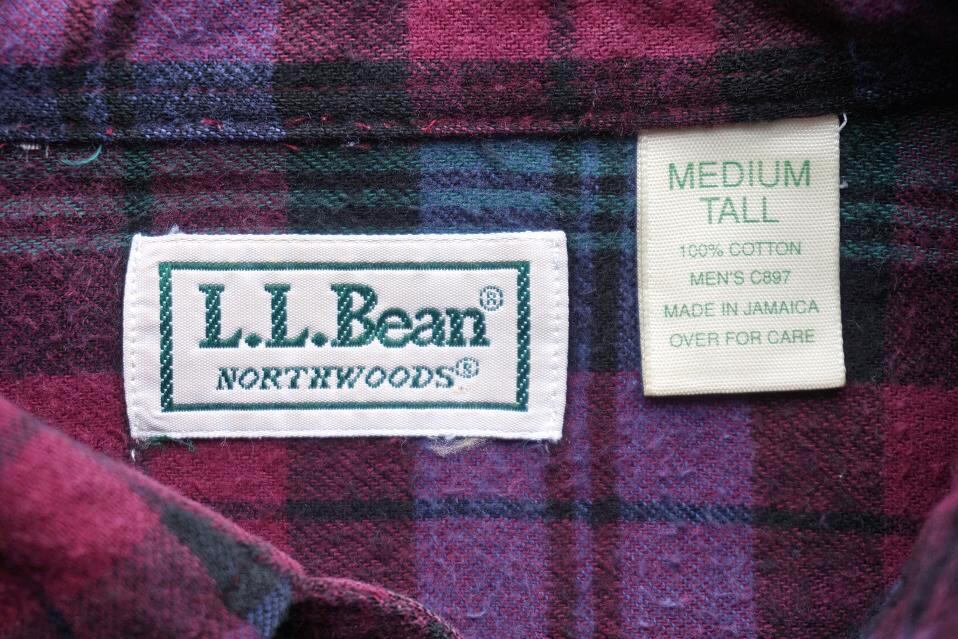 L.L.Bean®
NORTHWOODS®
MEDIUM
TALL
100% COTTON
MEN'S C897
MADE IN JAMAICA
OVER FOR CARE